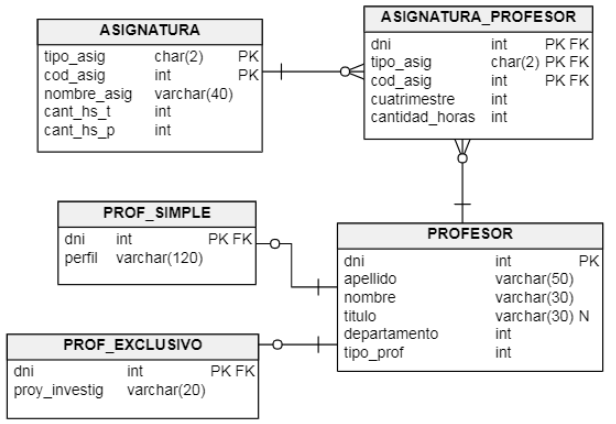 ASIGNATURA
tipo_asig char(2) PK
cod_asig int PK
nombre_asig varchar(40)
cant_hs_t int
cant_hs_p int
ASIGNATURA_PROFESOR
dni int PK FK
tipo_asig char(2) PK FK
cod_asig int PK FK
cuatrimestre int
cantidad_horas int
PROF_SIMPLE
dni int PK FK
perfil varchar(120)
PROFESOR
dni int PK
apellido varchar(50)
nombre varchar(30)
titulo varchar(30) N
departamento int
tipo_prof int
PROF_EXCLUSIVO
dni int PK FK
proy_investig varchar(20)